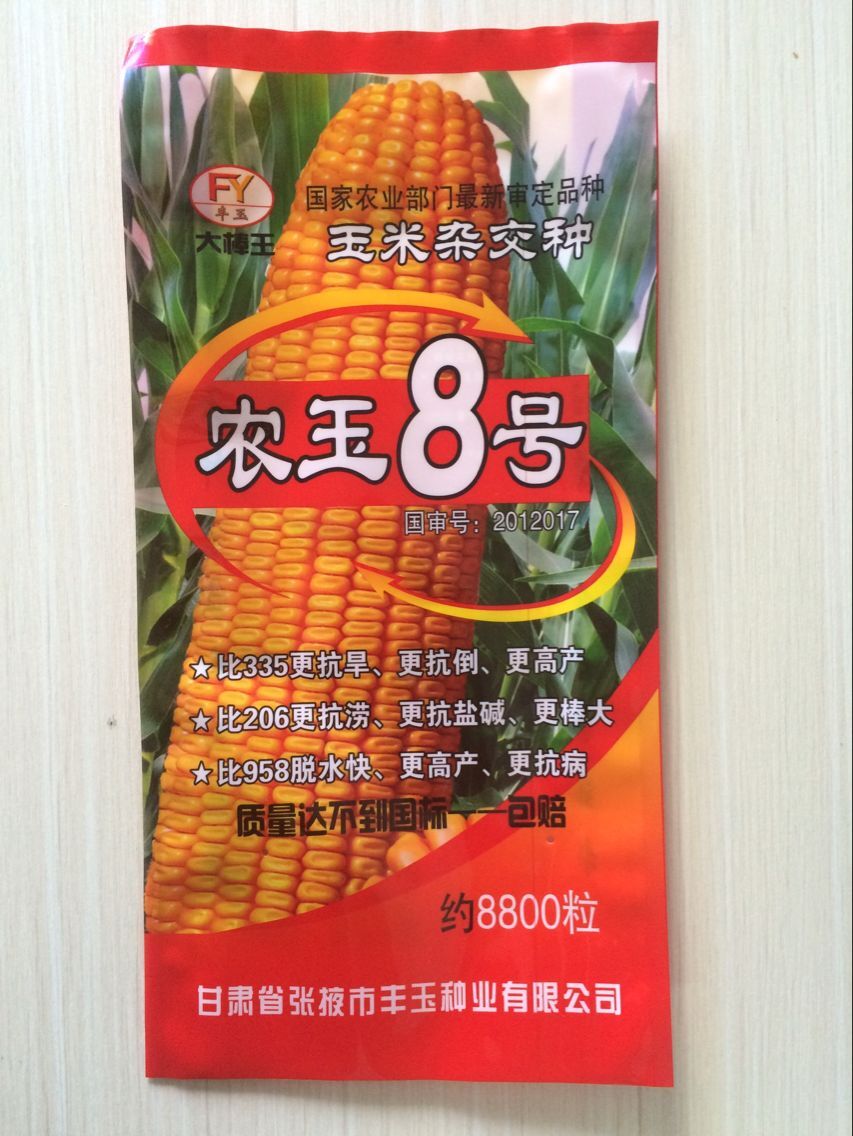 FY
丰玉
大棒王
国家农业部门最新审定品种
玉米杂交种
农玉8号
国审号：2012017
★比335更抗旱、更抗倒、更高产
★比206更抗涝、更抗盐碱、更棒大
★比958脱水快、更高产、更抗病
质量达不到国标——包赔
约8800粒
甘肃省张掖市丰玉种业有限公司